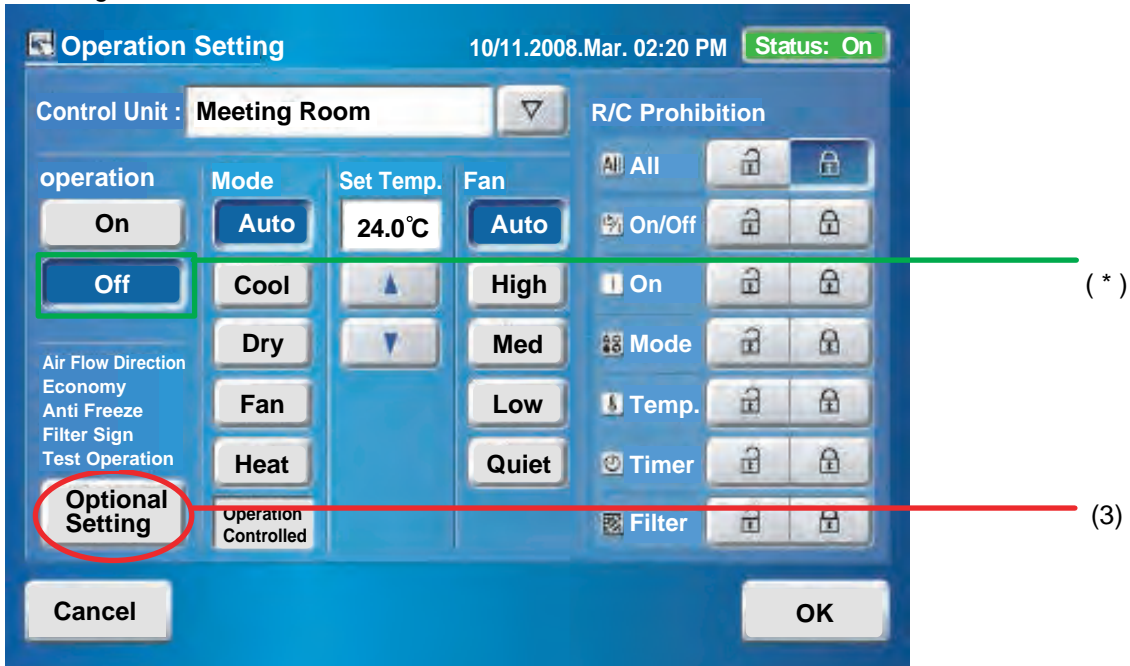 Operation Setting 10/11.2008.Mar. 02:20 PM Status: On
Control Unit : Meeting Room
operation
On
Off
Air Flow Direction
Economy
Anti Freeze
Filter Sign
Test Operation
Optional
Setting
Mode
Auto
Cool
Dry
Fan
Heat
Operation
Controlled
Set Temp.
24.0℃
Fan
Auto
High
Med
Low
Quiet
R/C Prohibition
All All
On/Off
On
Mode
Temp.
Timer
Filter
( * )
(3)
Cancel
OK